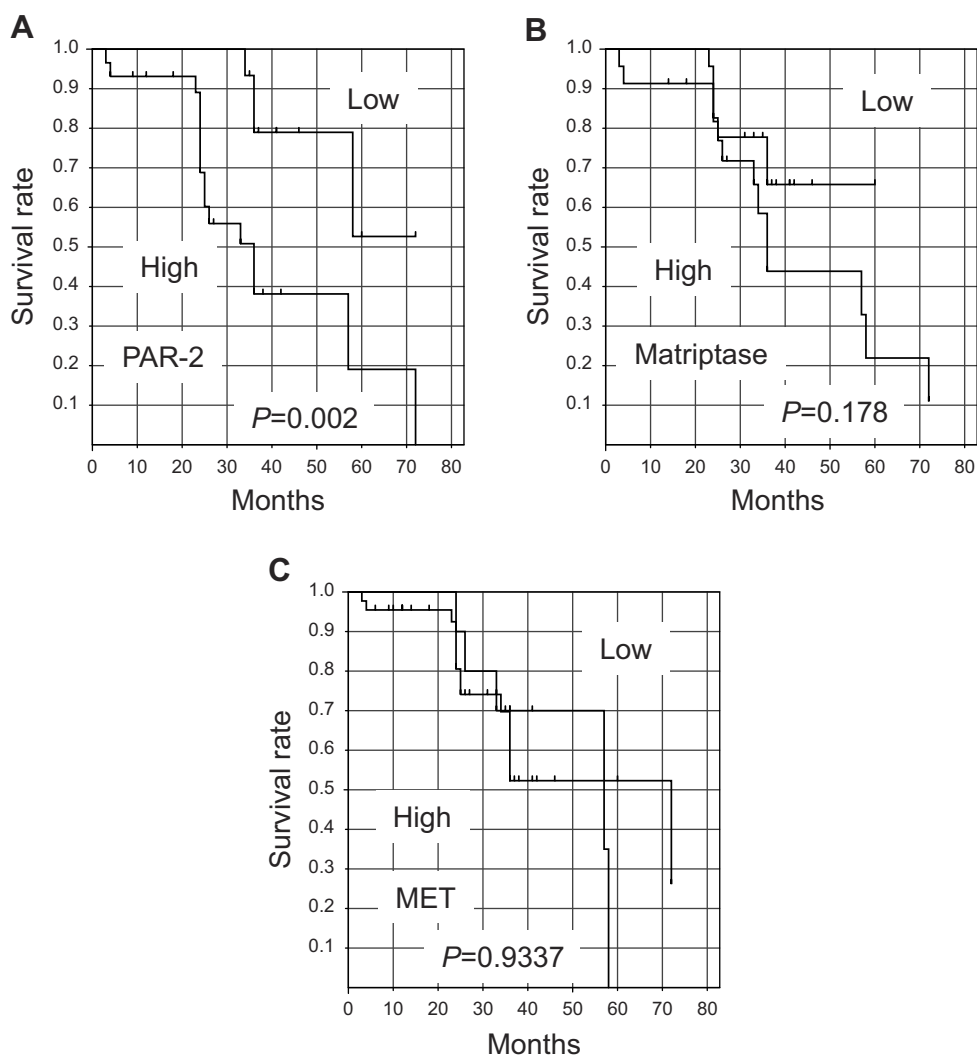 A
Survival rate
1.0
0.9
0.8
0.7
0.6
0.5
0.4
0.3
0.2
0.1
Low
High
PAR-2
P=0.002
0 10 20 30 40 50 60 70 80
Months
B
Survival rate
1.0
0.9
0.8
0.7
0.6
0.5
0.4
0.3
0.2
0.1
Low
High
Matriptase
P=0.178
0 10 20 30 40 50 60 70 80
Months
C
Survival rate
1.0
0.9
0.8
0.7
0.6
0.5
0.4
0.3
0.2
0.1
Low
High
MET
P=0.9337
0 10 20 30 40 50 60 70 80
Months